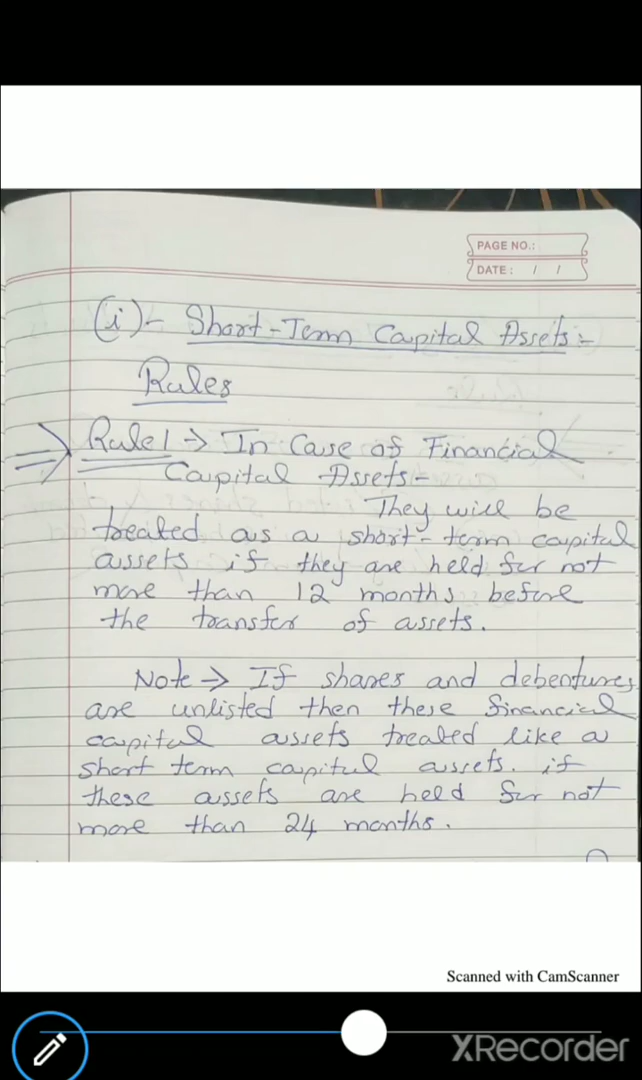 PAGE NO.:
DATE : / /
(i)- Short-Term Capital Assets:-
Rules
Rule 1 → In Case of Financial
Capital Assets-
They will be
treated as a short-term capital
assets if they are held for not
more than 12 months before
the transfer of assets.
Note → If shares and debentures
are unlisted then these financial
capital assets treated like a
short term capital assets. if
these assets are held for not
more than 24 months.
Scanned with CamScanner
XRecorder